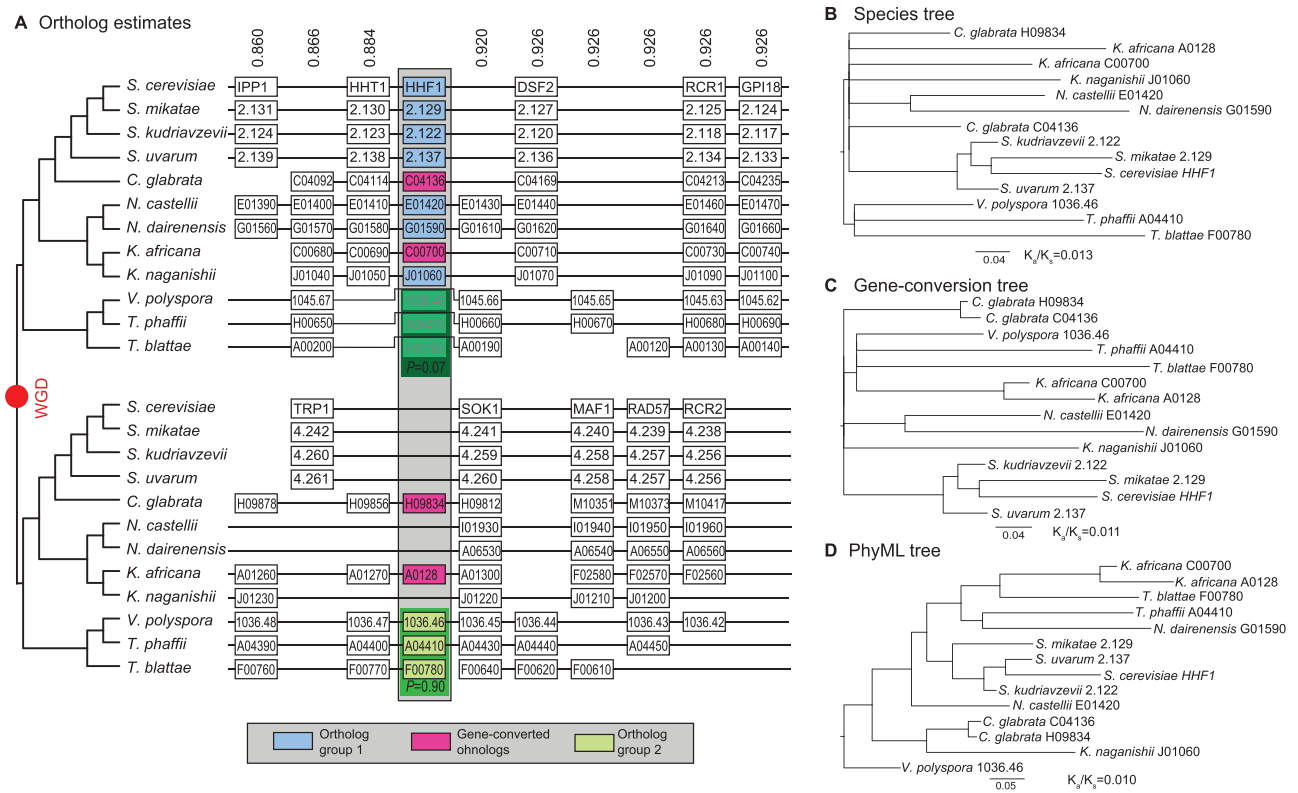 A Ortholog estimates
0.860 0.866 0.884 0.920 0.926 0.926 0.926 0.926 0.926
S. cerevisiae IPP1 HHT1 HHF1 DSF2 RCR1 GPI18
S. mikatae 2.131 2.130 2.129 2.127 2.125 2.124
S. kudriavzevii 2.124 2.123 2.122 2.120 2.118 2.117
S. uvarum 2.139 2.138 2.137 2.136 2.134 2.133
C. glabrata C04092 C04114 C04136 C04169 C04213 C04235
N. castellii E01390 E01400 E01410 E01420 E01430 E01440 E01460 E01470
N. dairenensis G01560 G01570 G01580 G01590 G01610 G01620 G01640 G01660
K. africana C00680 C00690 C00700 C00710 C00730 C00740
K. naganishii J01040 J01050 J01060 J01070 J01090 J01100
V. polyspora 1045.67 1045.66 1045.65 1045.63 1045.62
T. phaffii H00650 H00660 H00670 H00680 H00690
T. blattae A00200 A00190 A00120 A00130 A00140
P=0.07
WGD
S. cerevisiae TRP1 SOK1 MAF1 RAD57 RCR2
S. mikatae 4.242 4.241 4.240 4.239 4.238
S. kudriavzevii 4.260 4.259 4.258 4.257 4.256
S. uvarum 4.261 4.260 4.258 4.257 4.256
C. glabrata H09878 H09856 H09834 H09812 M10351 M10373 M10417
N. castellii I01930 I01940 I01950 I01960
N. dairenensis A06530 A06540 A06550 A06560
K. africana A01260 A01270 A0128 A01300 F02580 F02570 F02560
K. naganishii J01230 J01220 J01210 J01200
V. polyspora 1036.48 1036.47 1036.46 1036.45 1036.44 1036.43 1036.42
T. phaffii A04390 A04400 A04410 A04430 A04440 A04450
T. blattae F00760 F00770 F00780 F00640 F00620 F00610
P=0.90
Ortholog group 1
Gene-converted ohnologs
Ortholog group 2
B Species tree
C. glabrata H09834
K. africana A0128
K. africana C00700
K. naganishii J01060
N. castellii E01420
N. dairenensis G01590
C. glabrata C04136
S. kudriavzevii 2.122
S. mikatae 2.129
S. cerevisiae HHF1
S. uvarum 2.137
V. polyspora 1036.46
T. phaffii A04410
T. blattae F00780
0.04 Ka/Ks=0.013
C Gene-conversion tree
C. glabrata H09834
C. glabrata C04136
V. polyspora 1036.46
T. phaffii A04410
T. blattae F00780
K. africana C00700
K. africana A0128
N. castellii E01420
N. dairenensis G01590
K. naganishii J01060
S. kudriavzevii 2.122
S. mikatae 2.129
S. cerevisiae HHF1
S. uvarum 2.137
0.04 Ka/Ks=0.011
D PhyML tree
K. africana C00700
K. africana A0128
T. blattae F00780
T. phaffii A04410
N. dairenensis G01590
S. mikatae 2.129
S. uvarum 2.137
S. cerevisiae HHF1
S. kudriavzevii 2.122
N. castellii E01420
C. glabrata C04136
C. glabrata H09834
K. naganishii J01060
V. polyspora 1036.46
0.05 Ka/Ks=0.010